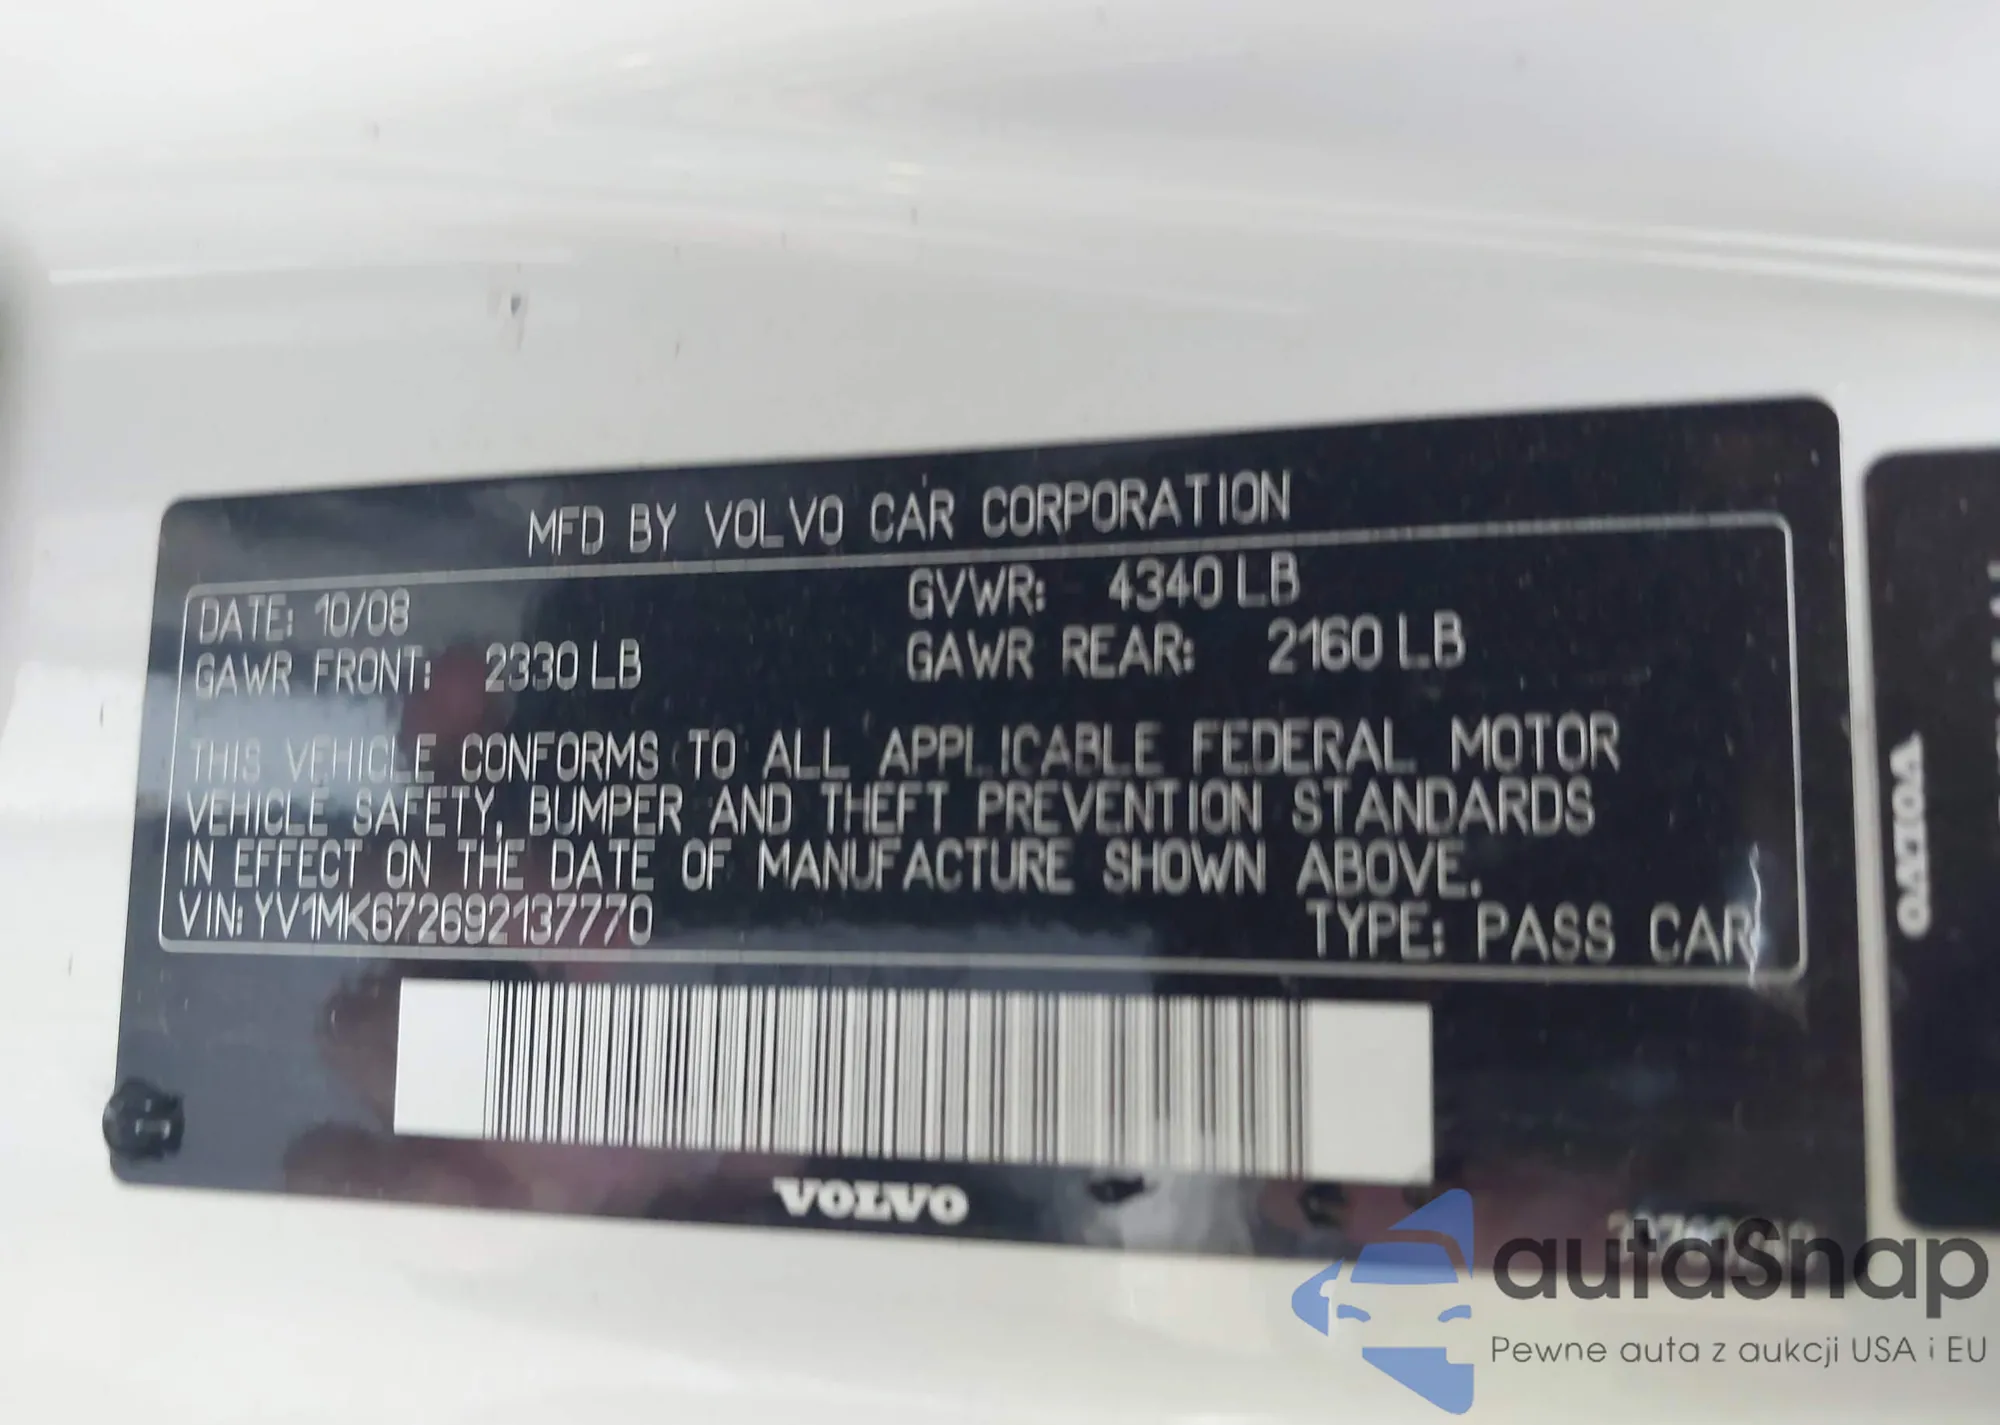 MFD BY VOLVO CAR CORPORATION
DATE: 10/08 GVWR: 4340 LB
GAWR FRONT: 2330 LB GAWR REAR: 2160 LB
THIS VEHICLE CONFORMS TO ALL APPLICABLE FEDERAL MOTOR
VEHICLE SAFETY, BUMPER AND THEFT PREVENTION STANDARDS
IN EFFECT ON THE DATE OF MANUFACTURE SHOWN ABOVE.
VIN: YV1MK672692137770 TYPE: PASS CAR
VOLVO
VOLVO
autaSnap
Pewne auta z aukcji USA i EU